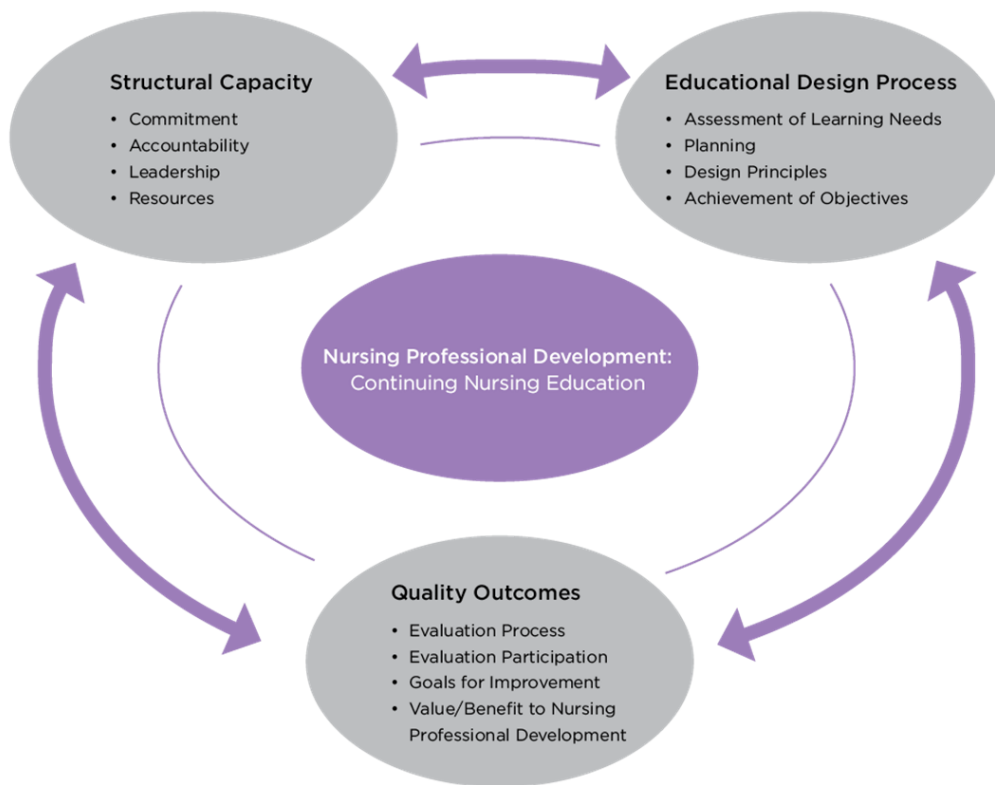 Structural Capacity
• Commitment
• Accountability
• Leadership
• Resources
Educational Design Process
• Assessment of Learning Needs
• Planning
• Design Principles
• Achievement of Objectives
Nursing Professional Development:
Continuing Nursing Education
Quality Outcomes
• Evaluation Process
• Evaluation Participation
• Goals for Improvement
• Value/Benefit to Nursing
Professional Development